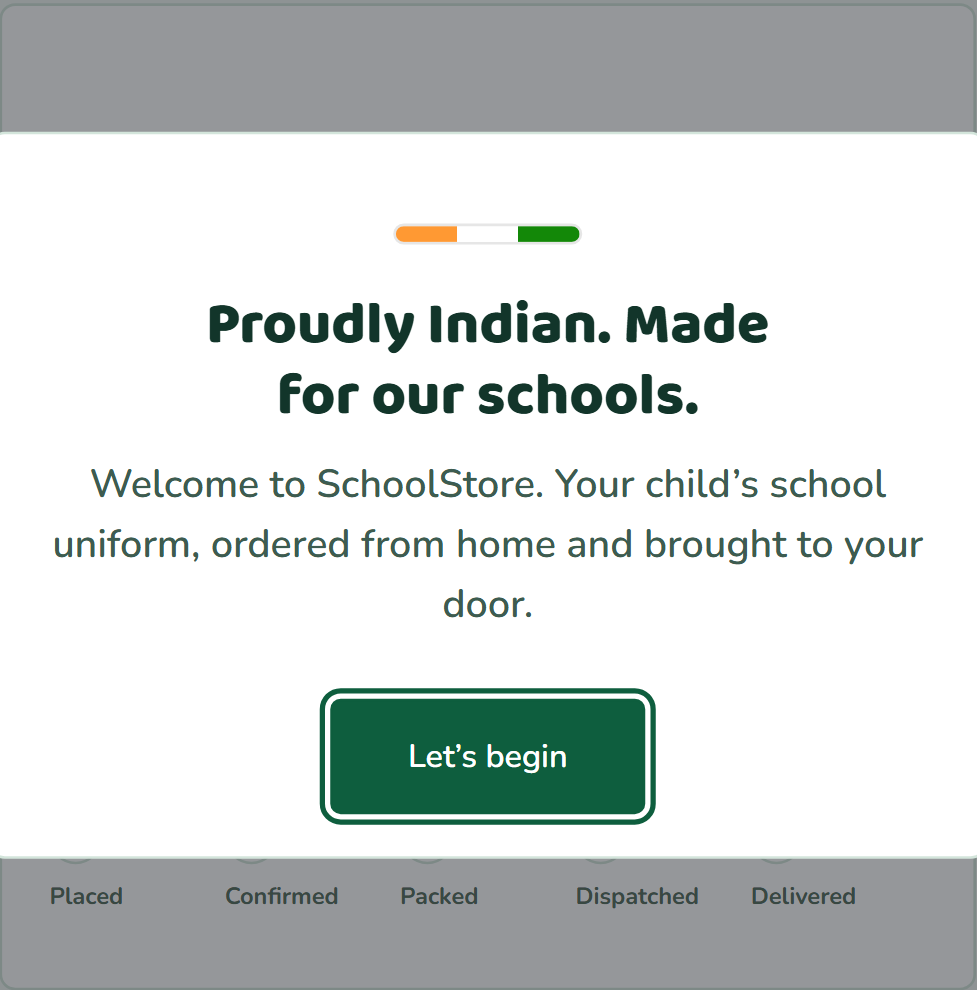 Proudly Indian. Made
for our schools.
Welcome to SchoolStore. Your child’s school
uniform, ordered from home and brought to your
door.
Let’s begin
Placed Confirmed Packed Dispatched Delivered